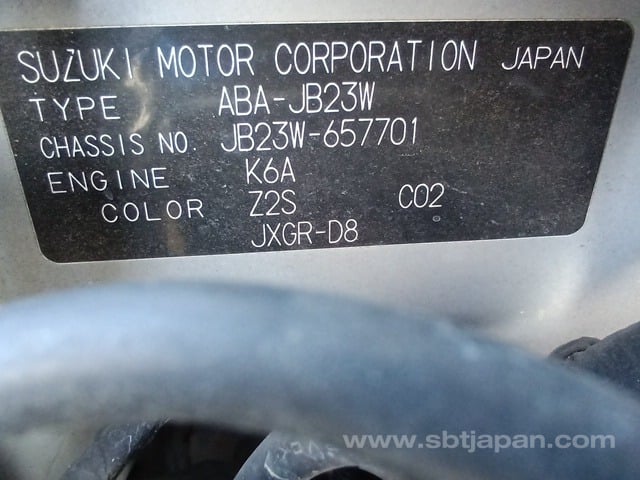 SUZUKI MOTOR CORPORATION JAPAN
TYPE ABA-JB23W
CHASSIS NO. JB23W-657701
ENGINE K6A
COLOR Z2S C02
JXGR-D8
www.sbtjapan.com